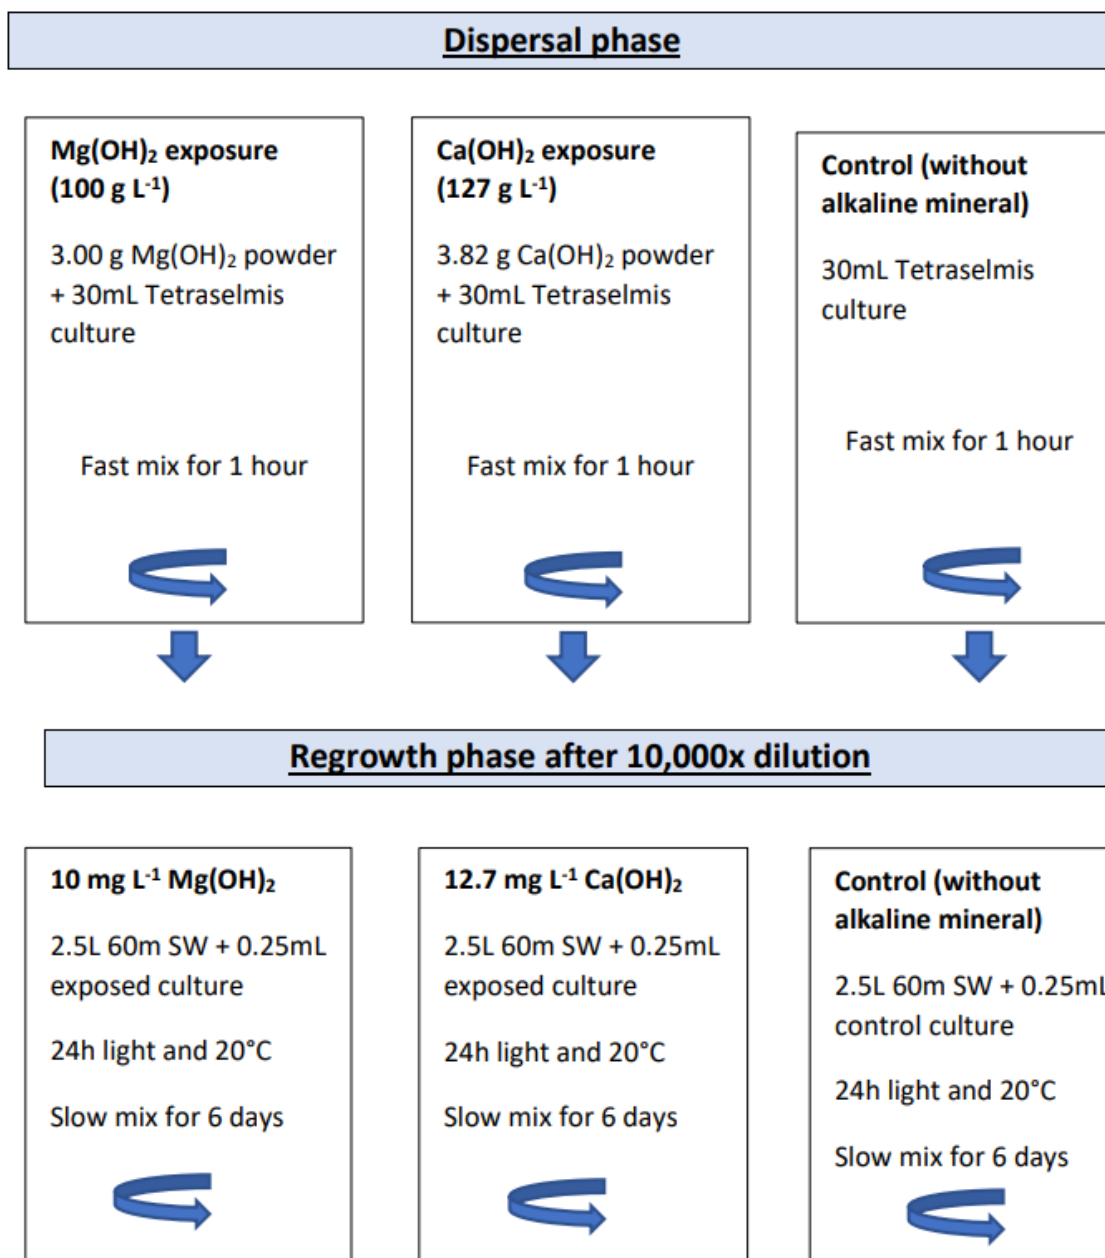 Dispersal phase
Mg(OH)₂ exposure
(100 g L⁻¹)
3.00 g Mg(OH)₂ powder
+ 30mL Tetraselmis
culture
Fast mix for 1 hour
Ca(OH)₂ exposure
(127 g L⁻¹)
3.82 g Ca(OH)₂ powder
+ 30mL Tetraselmis
culture
Fast mix for 1 hour
Control (without
alkaline mineral)
30mL Tetraselmis
culture
Fast mix for 1 hour
Regrowth phase after 10,000x dilution
10 mg L⁻¹ Mg(OH)₂
2.5L 60m SW + 0.25mL
exposed culture
24h light and 20°C
Slow mix for 6 days
12.7 mg L⁻¹ Ca(OH)₂
2.5L 60m SW + 0.25mL
exposed culture
24h light and 20°C
Slow mix for 6 days
Control (without
alkaline mineral)
2.5L 60m SW + 0.25mL
control culture
24h light and 20°C
Slow mix for 6 days